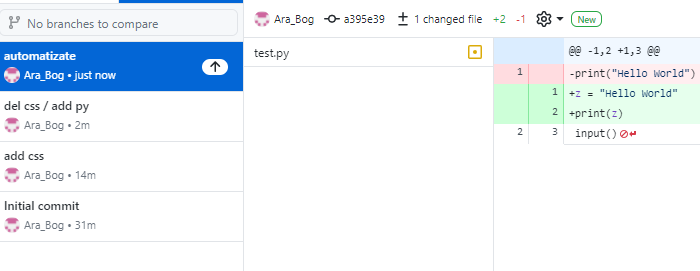 No branches to compare
automatizate
Ara_Bog • just now
del css / add py
Ara_Bog • 2m
add css
Ara_Bog • 14m
Initial commit
Ara_Bog • 31m
Ara_Bog a395e39 1 changed file +2 -1 New
test.py
@@ -1,2 +1,3 @@
1 -print("Hello World")
1 +z = "Hello World"
2 +print(z)
2 3 input()